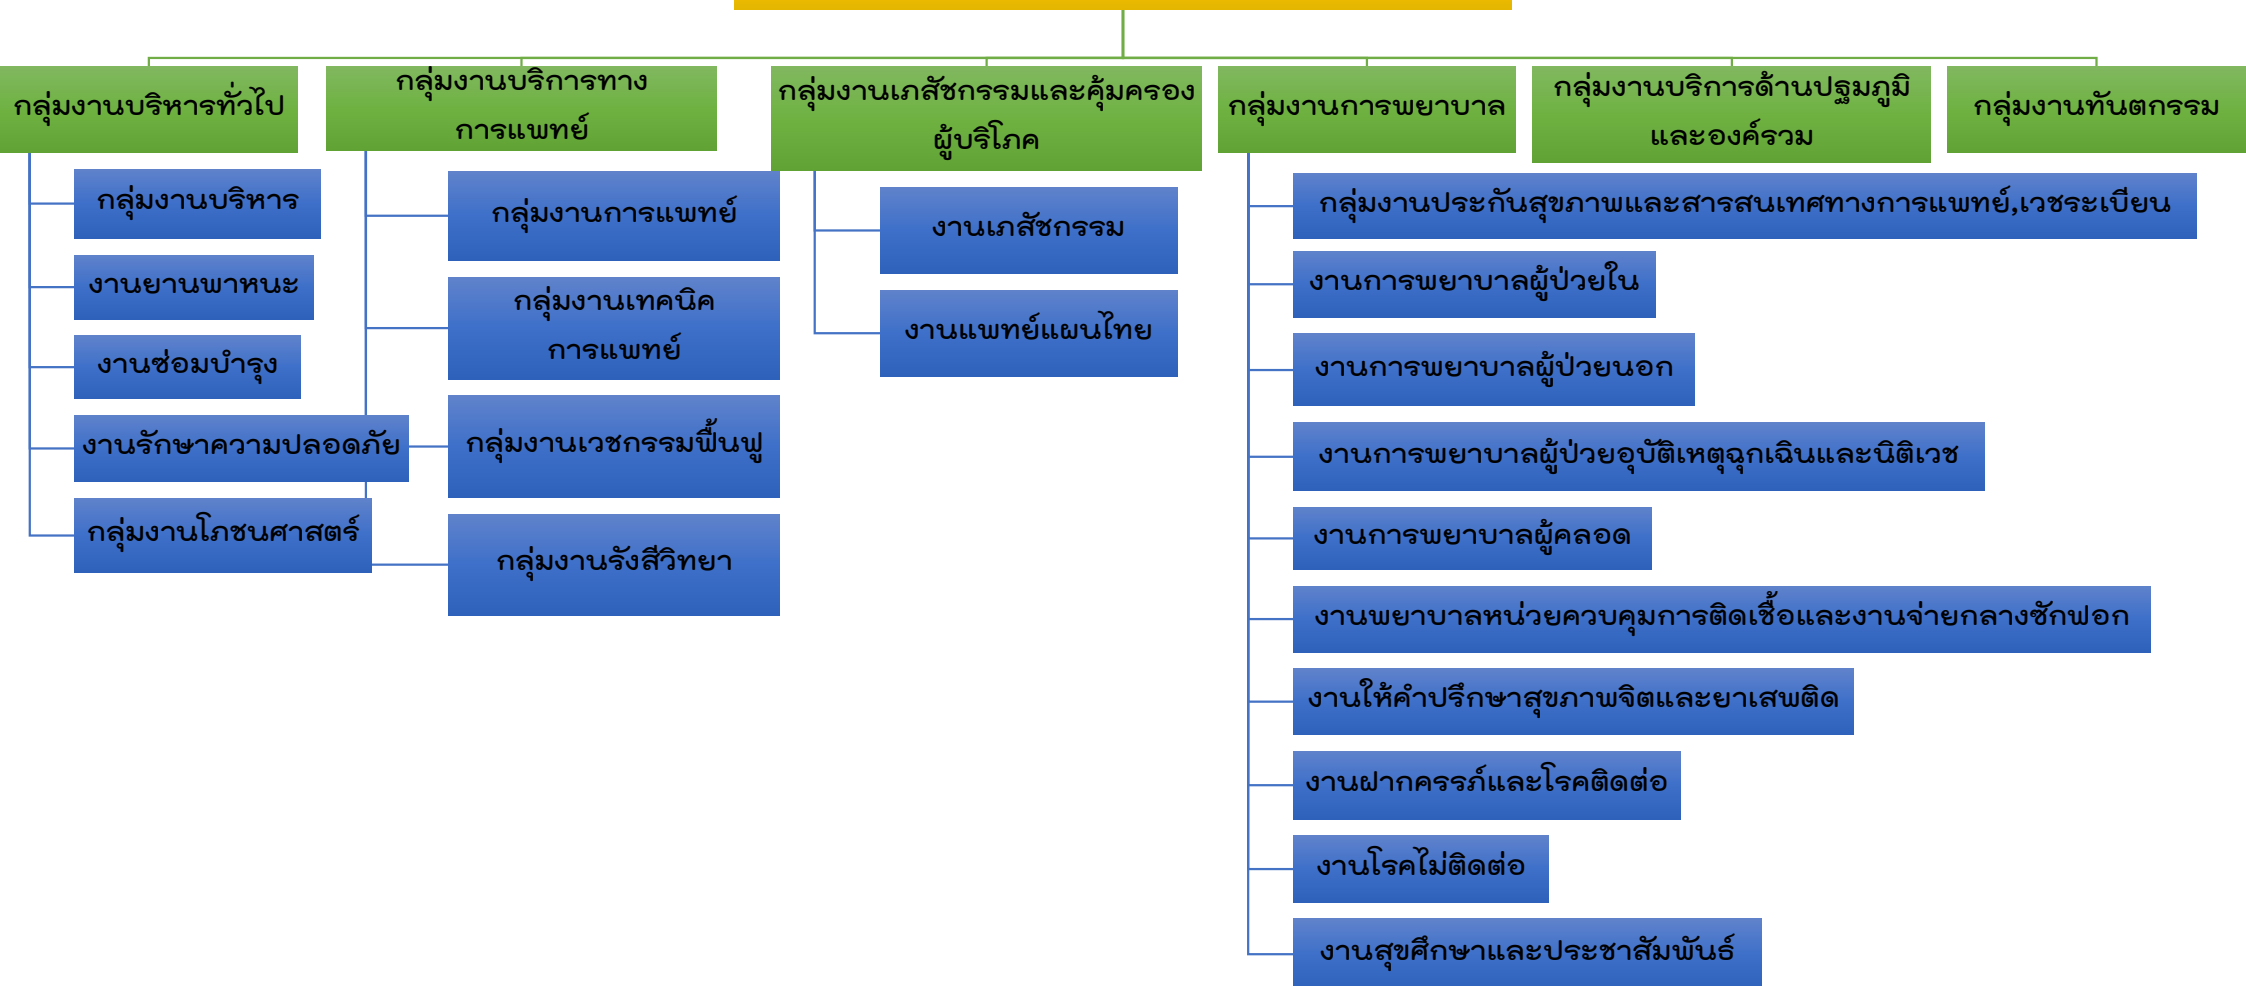 กลุ่มงานบริหารทั่วไป
กลุ่มงานบริหาร
งานยานพาหนะ
งานซ่อมบำรุง
งานรักษาความปลอดภัย
กลุ่มงานโภชนศาสตร์
กลุ่มงานบริการทาง
การแพทย์
กลุ่มงานการแพทย์
กลุ่มงานเทคนิค
การแพทย์
กลุ่มงานเวชกรรมฟื้นฟู
กลุ่มงานรังสีวิทยา
กลุ่มงานเภสัชกรรมและคุ้มครอง
ผู้บริโภค
งานเภสัชกรรม
งานแพทย์แผนไทย
กลุ่มงานการพยาบาล
กลุ่มงานประกันสุขภาพและสารสนเทศทางการแพทย์,เวชระเบียน
งานการพยาบาลผู้ป่วยใน
งานการพยาบาลผู้ป่วยนอก
งานการพยาบาลผู้ป่วยอุบัติเหตุฉุกเฉินและนิติเวช
งานการพยาบาลผู้คลอด
งานพยาบาลหน่วยควบคุมการติดเชื้อและงานจ่ายกลางซักฟอก
งานให้คำปรึกษาสุขภาพจิตและยาเสพติด
งานฝากครรภ์และโรคติดต่อ
งานโรคไม่ติดต่อ
งานสุขศึกษาและประชาสัมพันธ์
กลุ่มงานบริการด้านปฐมภูมิ
และองค์รวม
กลุ่มงานทันตกรรม